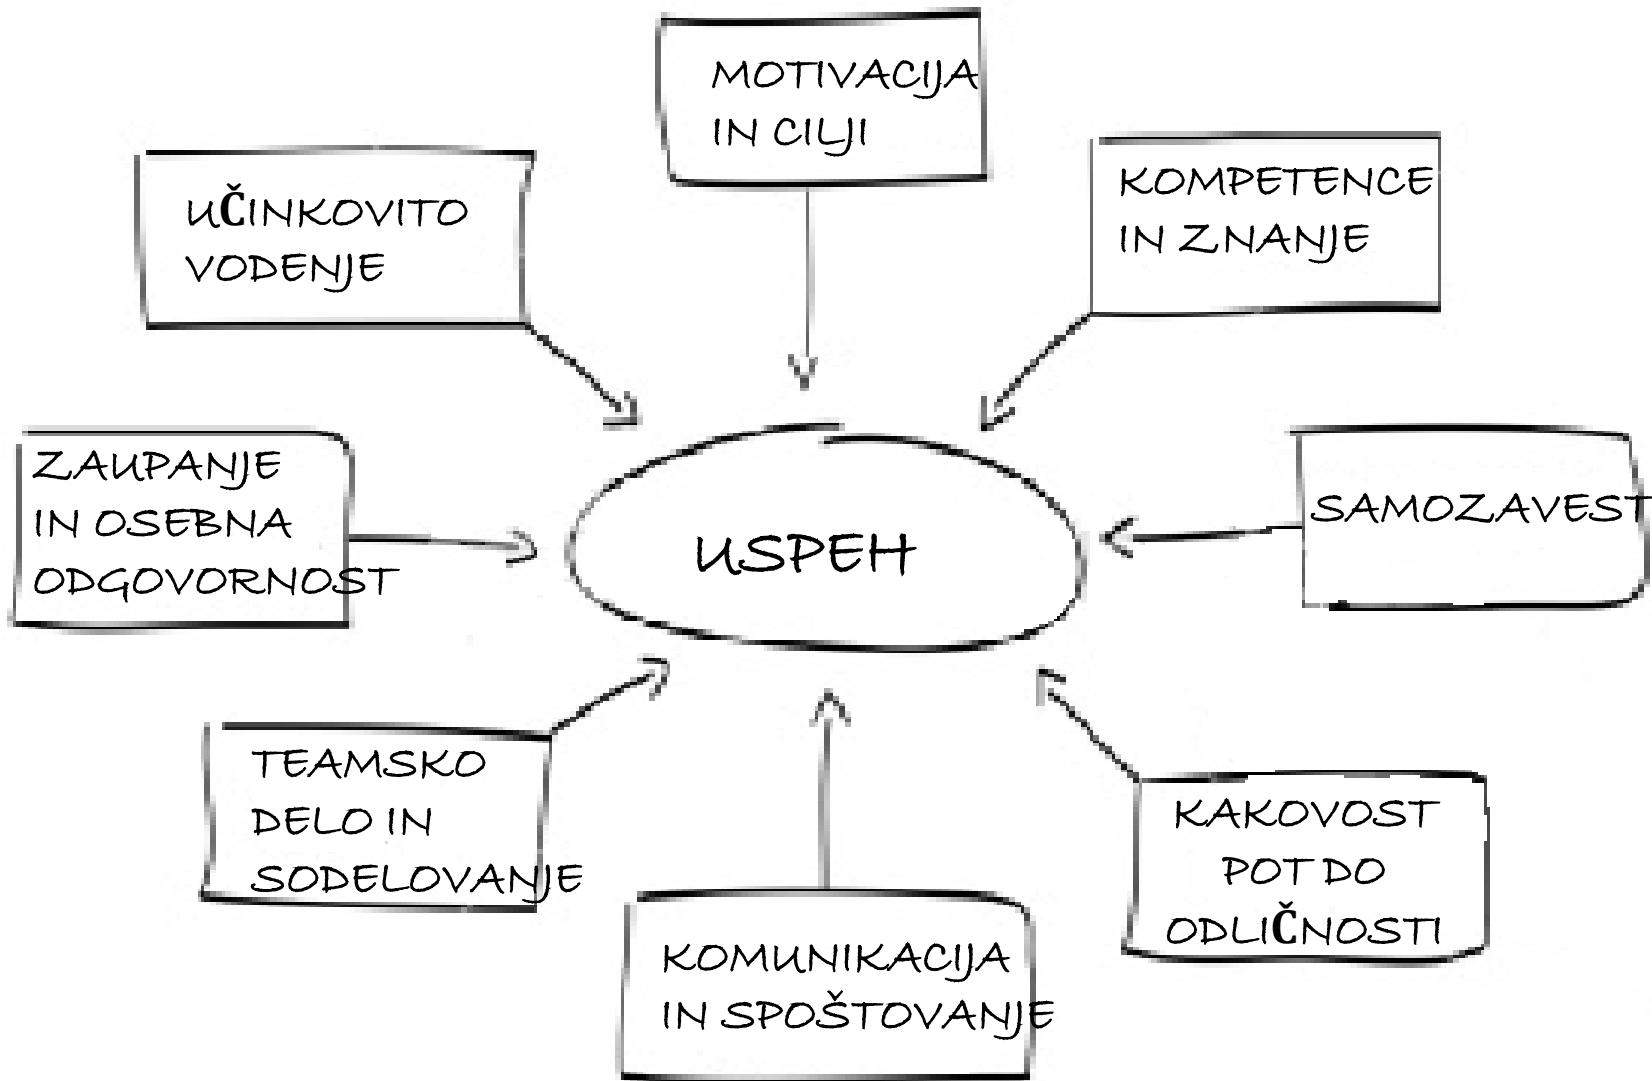 MOTIVACIJA
IN CILJI
KOMPETENCE
IN ZNANJE
UČINKOVITO
VODENJE
ZAUPANJE
IN OSEBNA
ODGOVORNOST
SAMOZAVEST
USPEH
TEAMSKO
DELO IN
SODELOVANJE
KAKOVOST
POT DO
ODLIČNOSTI
KOMUNIKACIJA
IN SPOŠTOVANJE